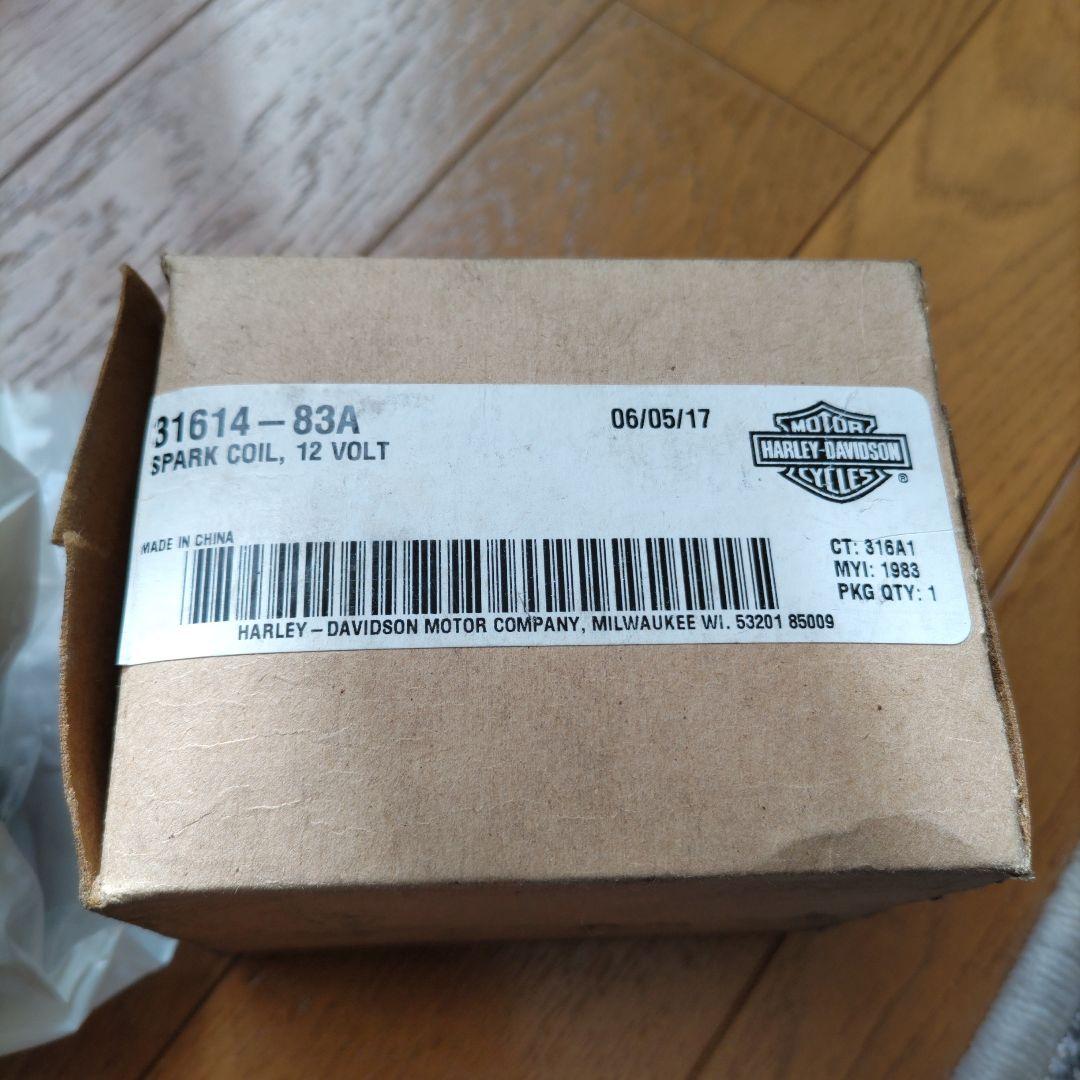 31614-83A
SPARK COIL, 12 VOLT
06/05/17
MOTOR
HARLEY-DAVIDSON
CYCLES
®
MADE IN CHINA
CT: 316A1
MYI: 1983
PKG QTY: 1
HARLEY-DAVIDSON MOTOR COMPANY, MILWAUKEE WI. 53201 85009